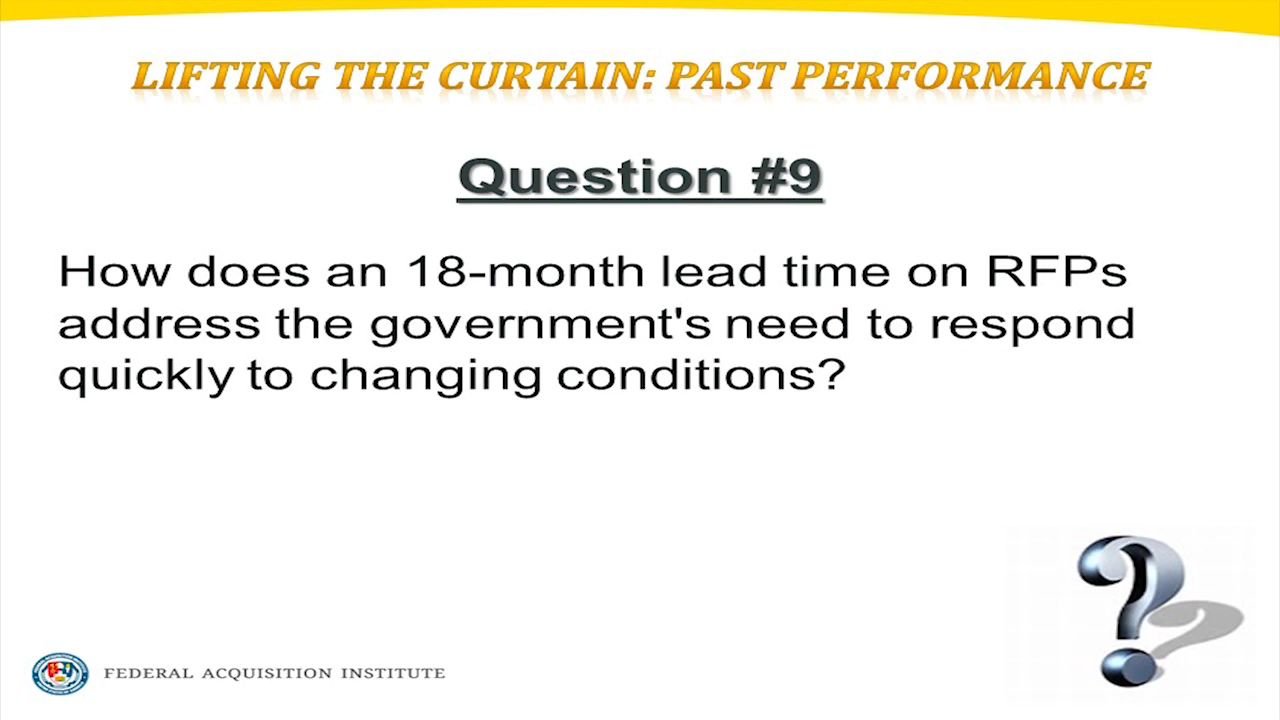 LIFTING THE CURTAIN: PAST PERFORMANCE
Question #9
How does an 18-month lead time on RFPs
address the government's need to respond
quickly to changing conditions?
FEDERAL ACQUISITION INSTITUTE